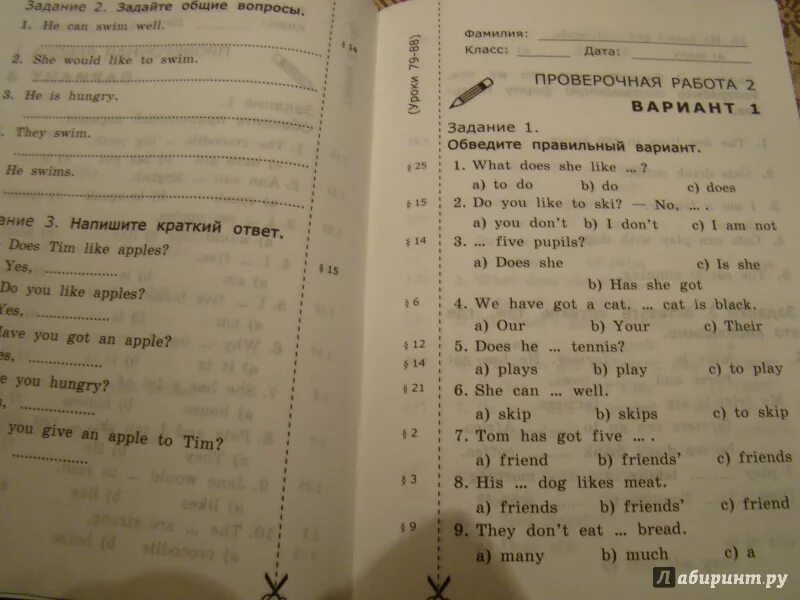 Задание 2. Задайте общие вопросы.
1. He can swim well.
§ 14
2. She would like to swim.
3. He is hungry.
They swim.
He swims.
3. Напишите краткий ответ.
Does Tim like apples?
Yes,
§ 15
Do you like apples?
you got an apple?
you hungry?
you give an apple to Tim?
(Уроки 79-88)
Фамилия:
Класс: Дата:
ПРОВЕРОЧНАЯ РАБОТА 2
ВАРИАНТ 1
Задание 1.
Обведите правильный вариант.
§ 25 1. What does she like ... ?
a) to do b) do c) does
§ 15 2. Do you like to ski? — No, ... .
a) you don't b) I don't c) I am not
§ 14 3. ... five pupils?
a) Does she c) Is she
b) Has she got
§ 6 4. We have got a cat. ... cat is black.
a) Our b) Your c) Their
§ 12 5. Does he ... tennis?
§ 14 a) plays b) play c) to play
§ 21 6. She can ... well.
a) skip b) skips c) to skip
§ 2 7. Tom has got five ... .
a) friend b) friends' c) friends
§ 3 8. His ... dog likes meat.
a) friends b) friends' c) friend
§ 9 9. They don't eat ... bread.
a) many b) much c) a
Лабиринт.ру